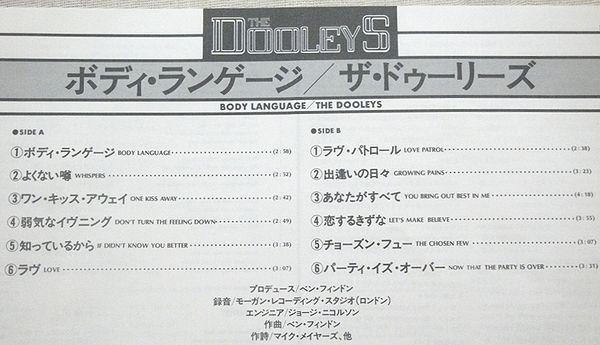 THE
DOOLEYS
ボディ・ランゲージ/ザ・ドゥーリーズ
BODY LANGUAGE/THE DOOLEYS
●SIDE A
①ボディ・ランゲージ BODY LANGUAGE (2:58)
②よくない噂 WHISPERS (2:52)
③ワン・キッス・アウェイ ONE KISS AWAY (2:42)
④弱気なイヴニング DON'T TURN THE FEELING DOWN (2:49)
⑤知っているから IF DIDN'T KNOW YOU BETTER (3:38)
⑥ラヴ LOVE (3:07)
●SIDE B
①ラヴ・パトロール LOVE PATROL (2:38)
②出逢いの日々 GROWING PAINS (3:23)
③あなたがすべて YOU BRING OUT BEST IN ME (4:18)
④恋するきずな LET'S MAKE BELIEVE (3:55)
⑤チョーズン・フュー THE CHOSEN FEW (3:07)
⑥パーティ・イズ・オーバー NOW THAT THE PARTY IS OVER (3:31)
プロデュース/ベン・フィンドン
録音/モーガン・レコーディング・スタジオ(ロンドン)
エンジニア/ジョージ・ニコルソン
作曲/ベン・フィンドン
作詩/マイク・メイヤーズ、他